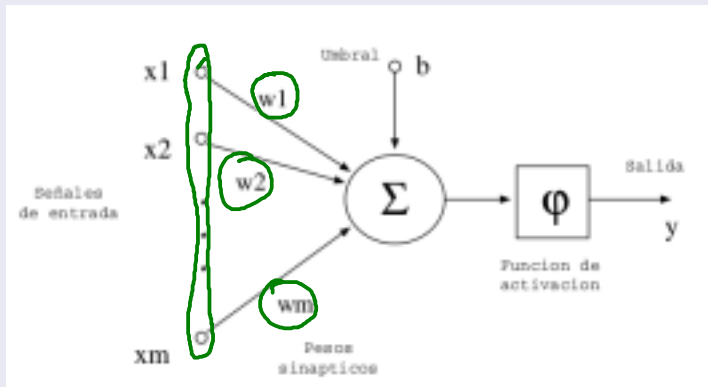 x1
w1
Umbral
b
x2
w2
Señales
de entrada
Σ
φ
Salida
y
Funcion de
activacion
wm
xm
Pesos
sinapticos